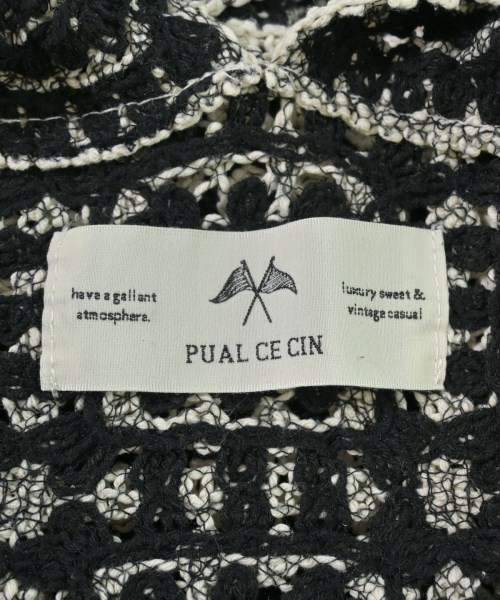 have a gallant
atmosphere.
luxury sweet &
vintage casual
PUAL CE CIN